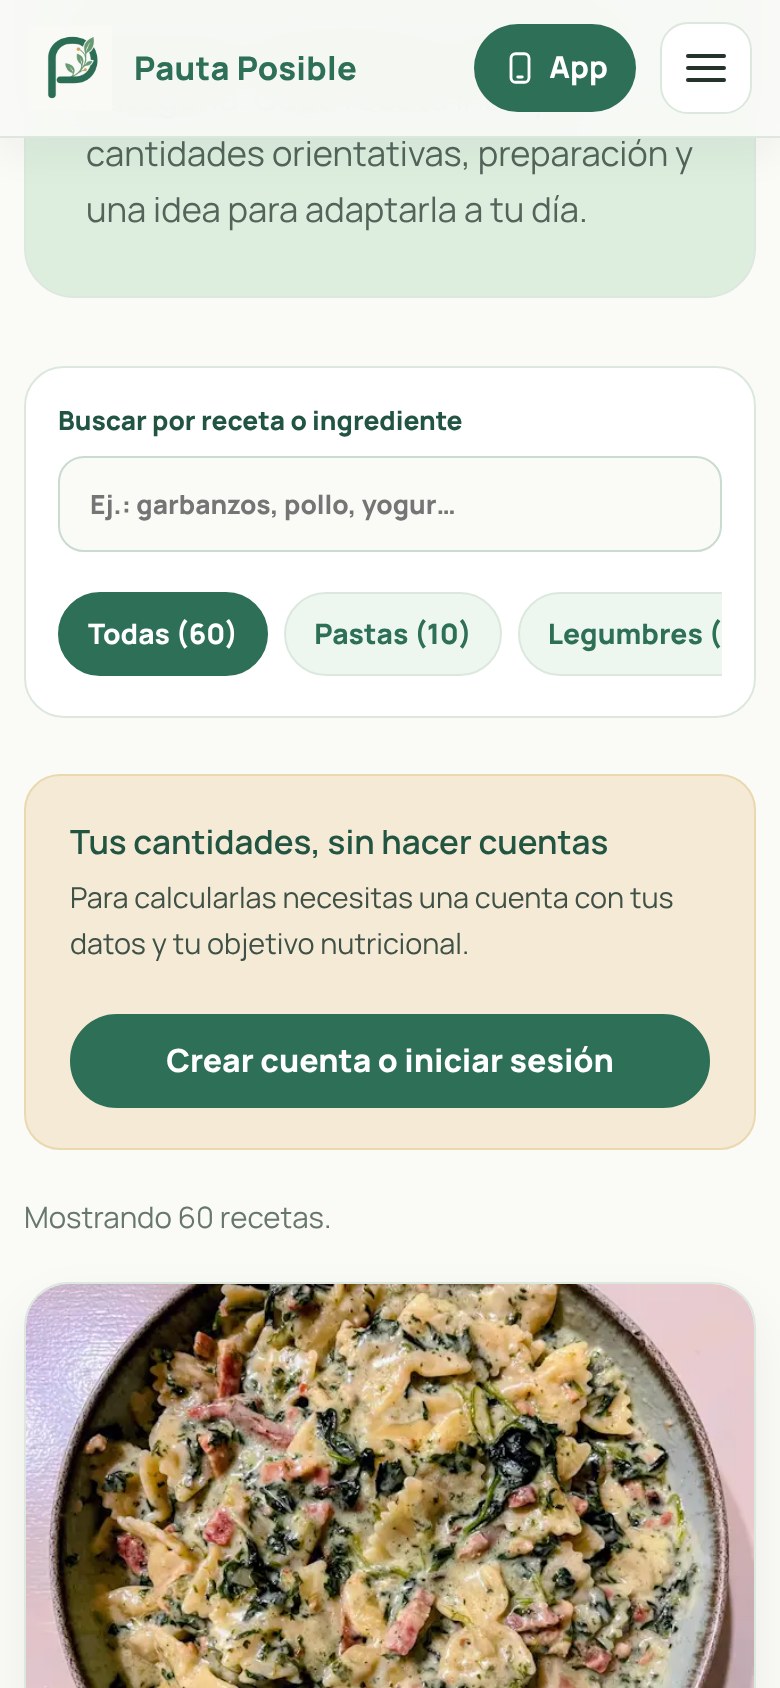 Pauta Posible
App
cantidades orientativas, preparación y
una idea para adaptarla a tu día.
Buscar por receta o ingrediente
Ej.: garbanzos, pollo, yogur...
Todas (60)
Pastas (10)
Legumbres (
Tus cantidades, sin hacer cuentas
Para calcularlas necesitas una cuenta con tus
datos y tu objetivo nutricional.
Crear cuenta o iniciar sesión
Mostrando 60 recetas.